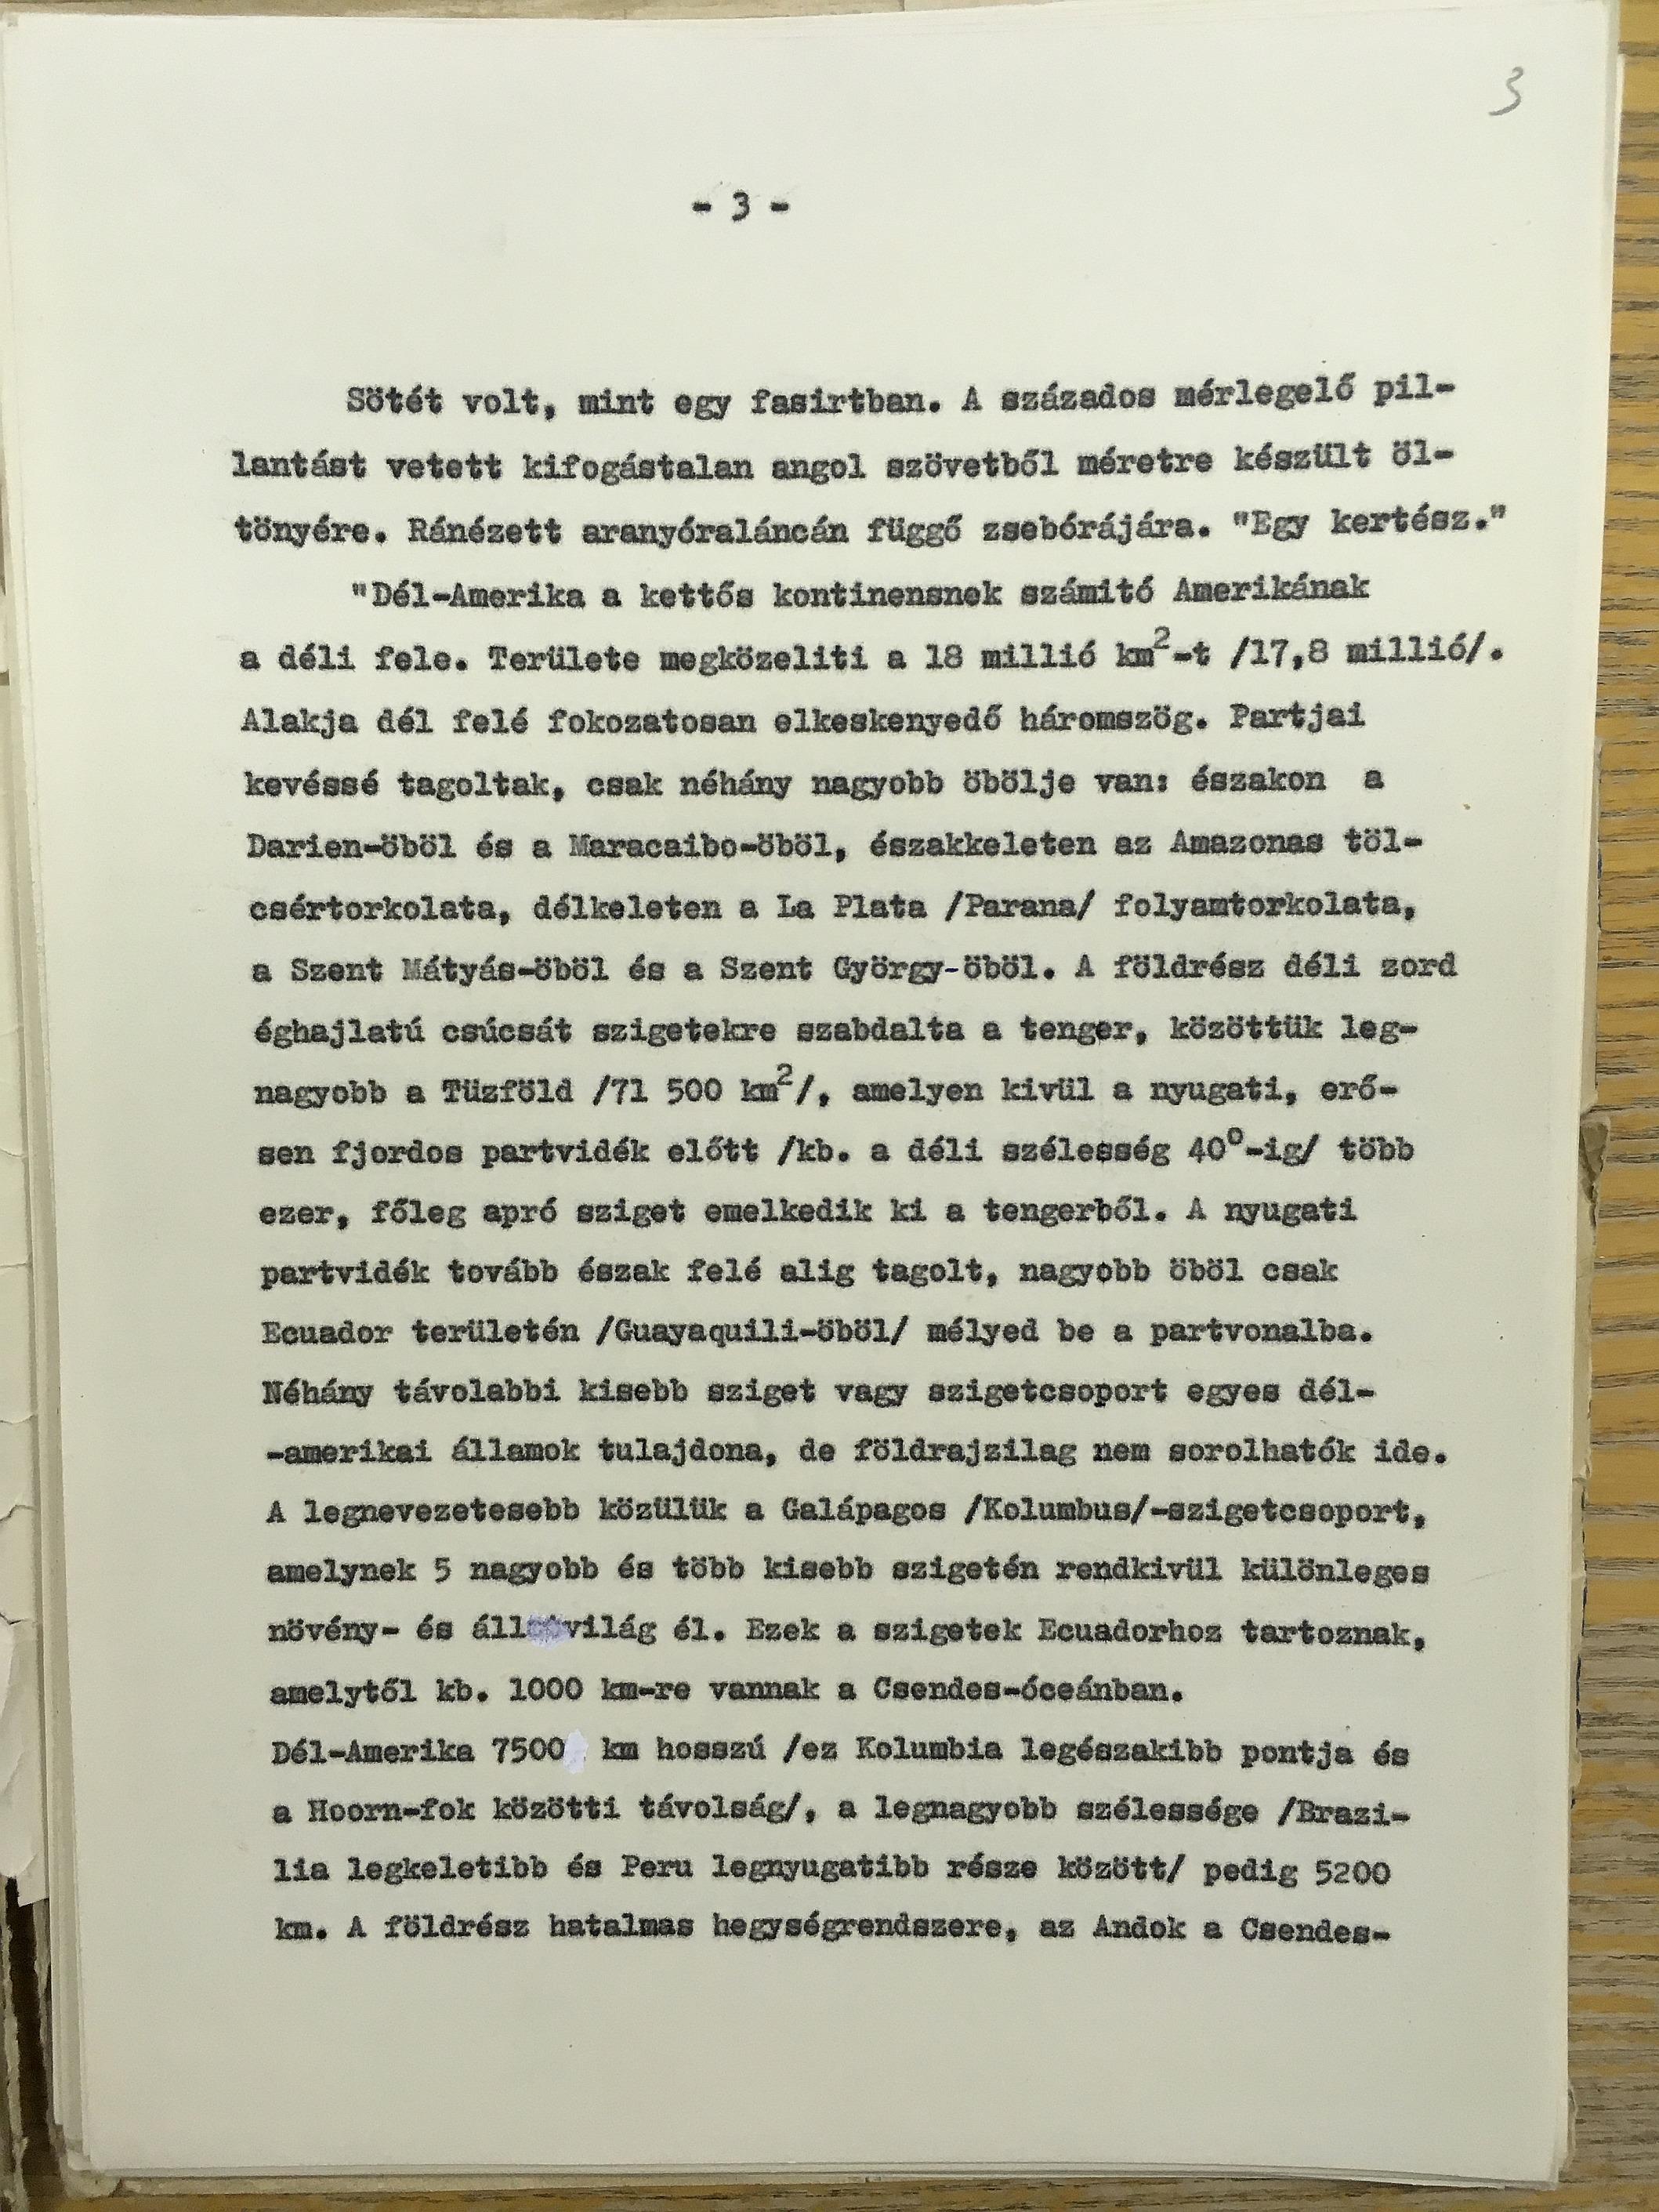 3
- 3 -
Sötét volt, mint egy fasirtban. A százados mérlegelő pil-
lantást vetett kifogástalan angol szövetből méretre készült öl-
tönyére. Ránézett aranyóraláncán függő zsebórájára. "Egy kertész."
"Dél-Amerika a kettős kontinensnek számitó Amerikának
a déli fele. Területe megközeliti a 18 millió km²-t /17,8 millió/.
Alakja dél felé fokozatosan elkeskenyedő háromszög. Partjai
kevéssé tagoltak, csak néhány nagyobb öbölje van: északon a
Darien-öböl és a Maracaibo-öböl, északkeleten az Amazonas töl-
csértorkolata, délkeleten a La Plata /Parana/ folyamtorkolata,
a Szent Mátyás-öböl és a Szent György-öböl. A földrész déli zord
éghajlatú csúcsát szigetekre szabdalta a tenger, közöttük leg-
nagyobb a Tüzföld /71 500 km²/, amelyen kivül a nyugati, erő-
sen fjordos partvidék előtt /kb. a déli szélesség 40°-ig/ több
ezer, főleg apró sziget emelkedik ki a tengerből. A nyugati
partvidék tovább észak felé alig tagolt, nagyobb öböl csak
Ecuador területén /Guayaquili-öböl/ mélyed be a partvonalba.
Néhány távolabbi kisebb sziget vagy szigetcsoport egyes dél-
-amerikai államok tulajdona, de földrajzilag nem sorolhatók ide.
A legnevezetesebb közülük a Galápagos /Kolumbus/-szigetcsoport,
amelynek 5 nagyobb és több kisebb szigetén rendkivül különleges
növény- és él. Ezek a szigetek Ecuadorhoz tartoznak,
amelytől kb. 1000 km-re vannak a Csendes-óceánban.
Dél-Amerika 7500 km hosszú /ez Kolumbia legészakibb pontja és
a Hoorn-fok közötti távolság/, a legnagyobb szélessége /Brazi-
lia legkeletibb és Peru legnyugatibb része között/ pedig 5200
km. A földrész hatalmas hegységrendszere, az Andok a Csendes-